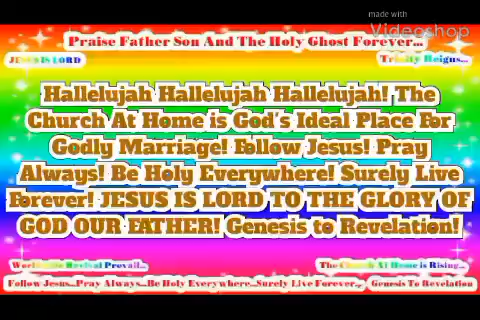 made with
Videoshop
Praise Father Son And The Holy Ghost Forever...
JESUS IS LORD
Trinity Reigns...
Hallelujah Hallelujah Hallelujah! The
Church At Home is God's Ideal Place For
Godly Marriage! Follow Jesus! Pray
Always! Be Holy Everywhere! Surely Live
Forever! JESUS IS LORD TO THE GLORY OF
GOD OUR FATHER! Genesis to Revelation!
Worldwide Revival Prevail...
The Church At Home is Rising...
Follow Jesus...Pray Always...Be Holy Everywhere...Surely Live Forever...
Genesis To Revelation